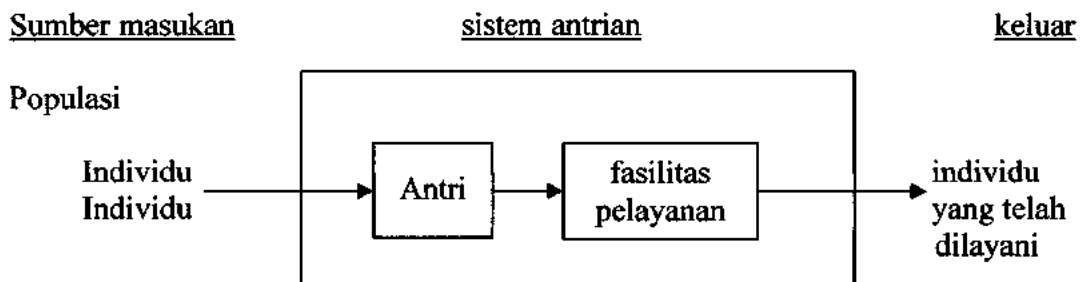 Sumber masukan sistem antrian keluar
Populasi
Individu
Individu
Antri
fasilitas
pelayanan
individu
yang telah
dilayani